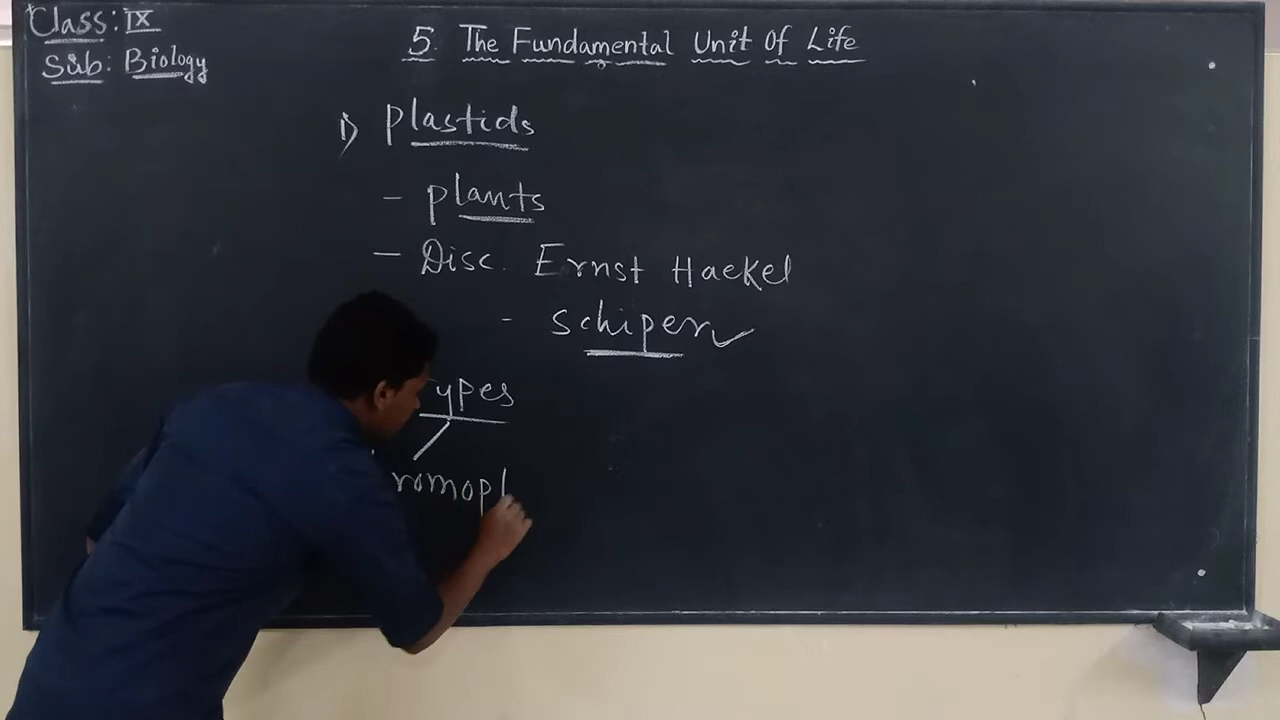 Class: IX
Sub: Biology
5. The Fundamental Unit Of Life
1) Plastids
- plants
- Disc. Ernst Haekel
- Schiper
ypes
romopl